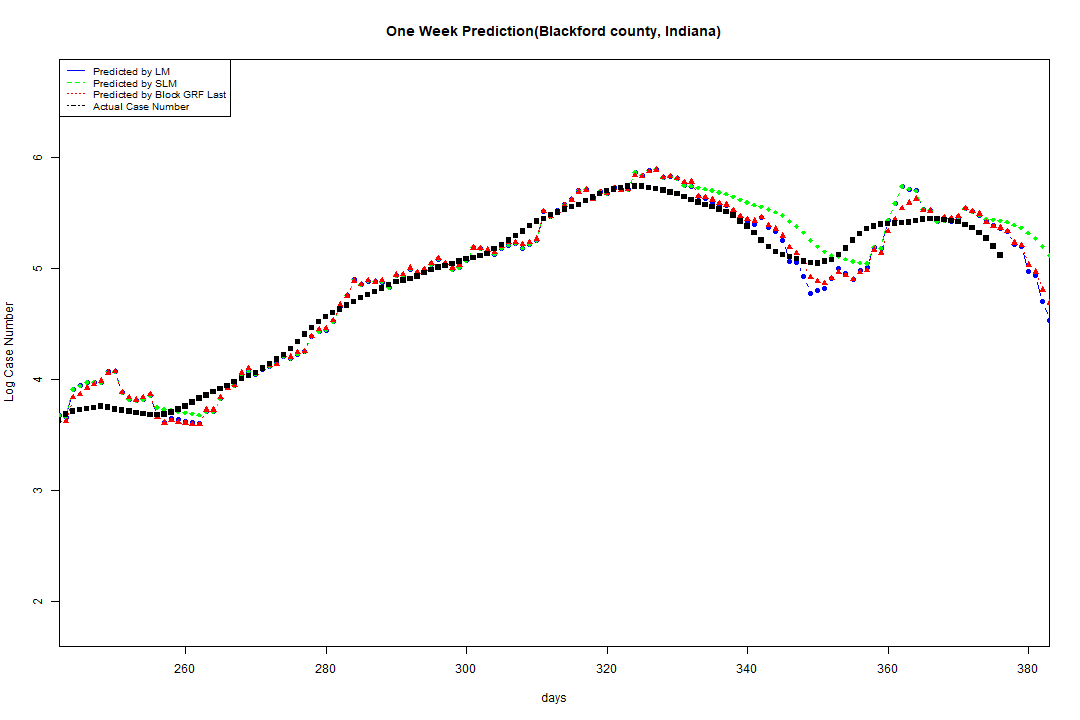 One Week Prediction(Blackford county, Indiana)
Predicted by LM
Predicted by SLM
Predicted by Block GRF Last
Actual Case Number
6
5
4
3
2
Log Case Number
260 280 300 320 340 360 380
days